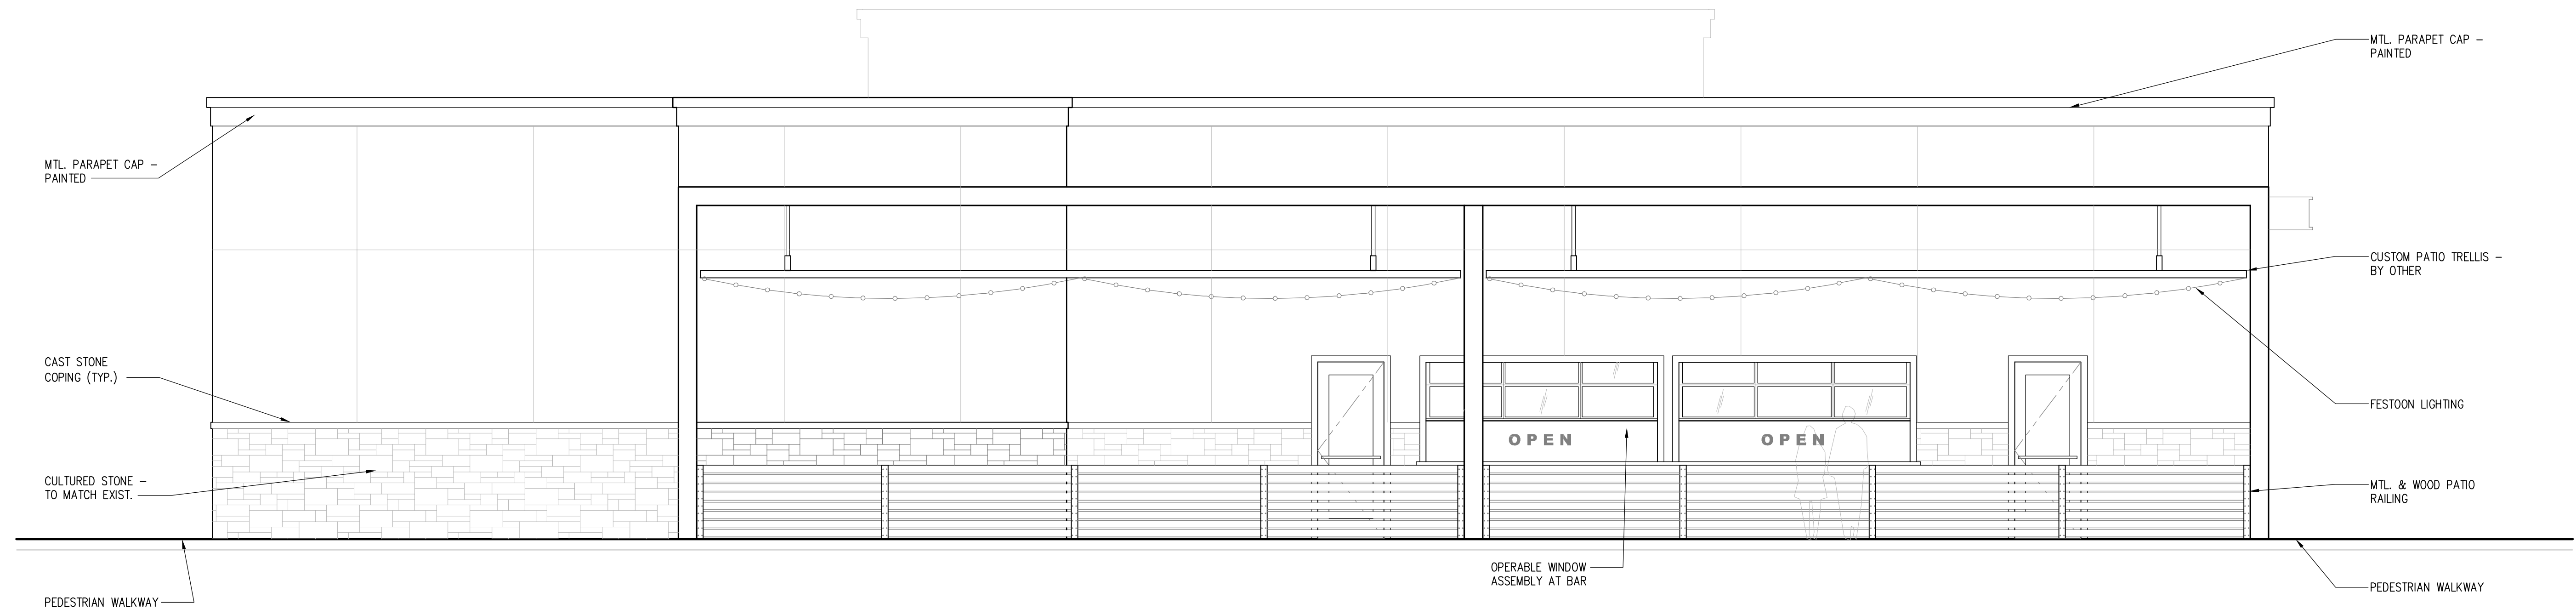 MTL. PARAPET CAP –
PAINTED
MTL. PARAPET CAP –
PAINTED
CUSTOM PATIO TRELLIS –
BY OTHER
CAST STONE
COPING (TYP.)
FESTOON LIGHTING
OPEN
OPEN
CULTURED STONE –
TO MATCH EXIST.
MTL. & WOOD PATIO
RAILING
OPERABLE WINDOW
ASSEMBLY AT BAR
PEDESTRIAN WALKWAY
PEDESTRIAN WALKWAY